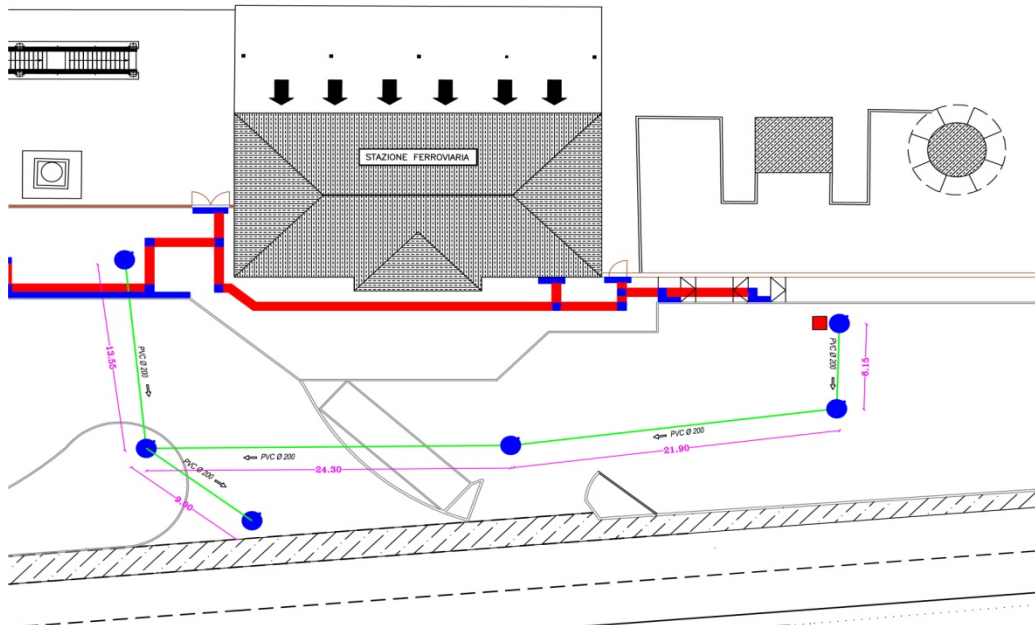 STAZIONE FERROVIARIA
13.55
PVC Ø 200
PVC Ø 200
6.15
PVC Ø 200
21.90
PVC Ø 200
24.30
PVC Ø 200
9.90